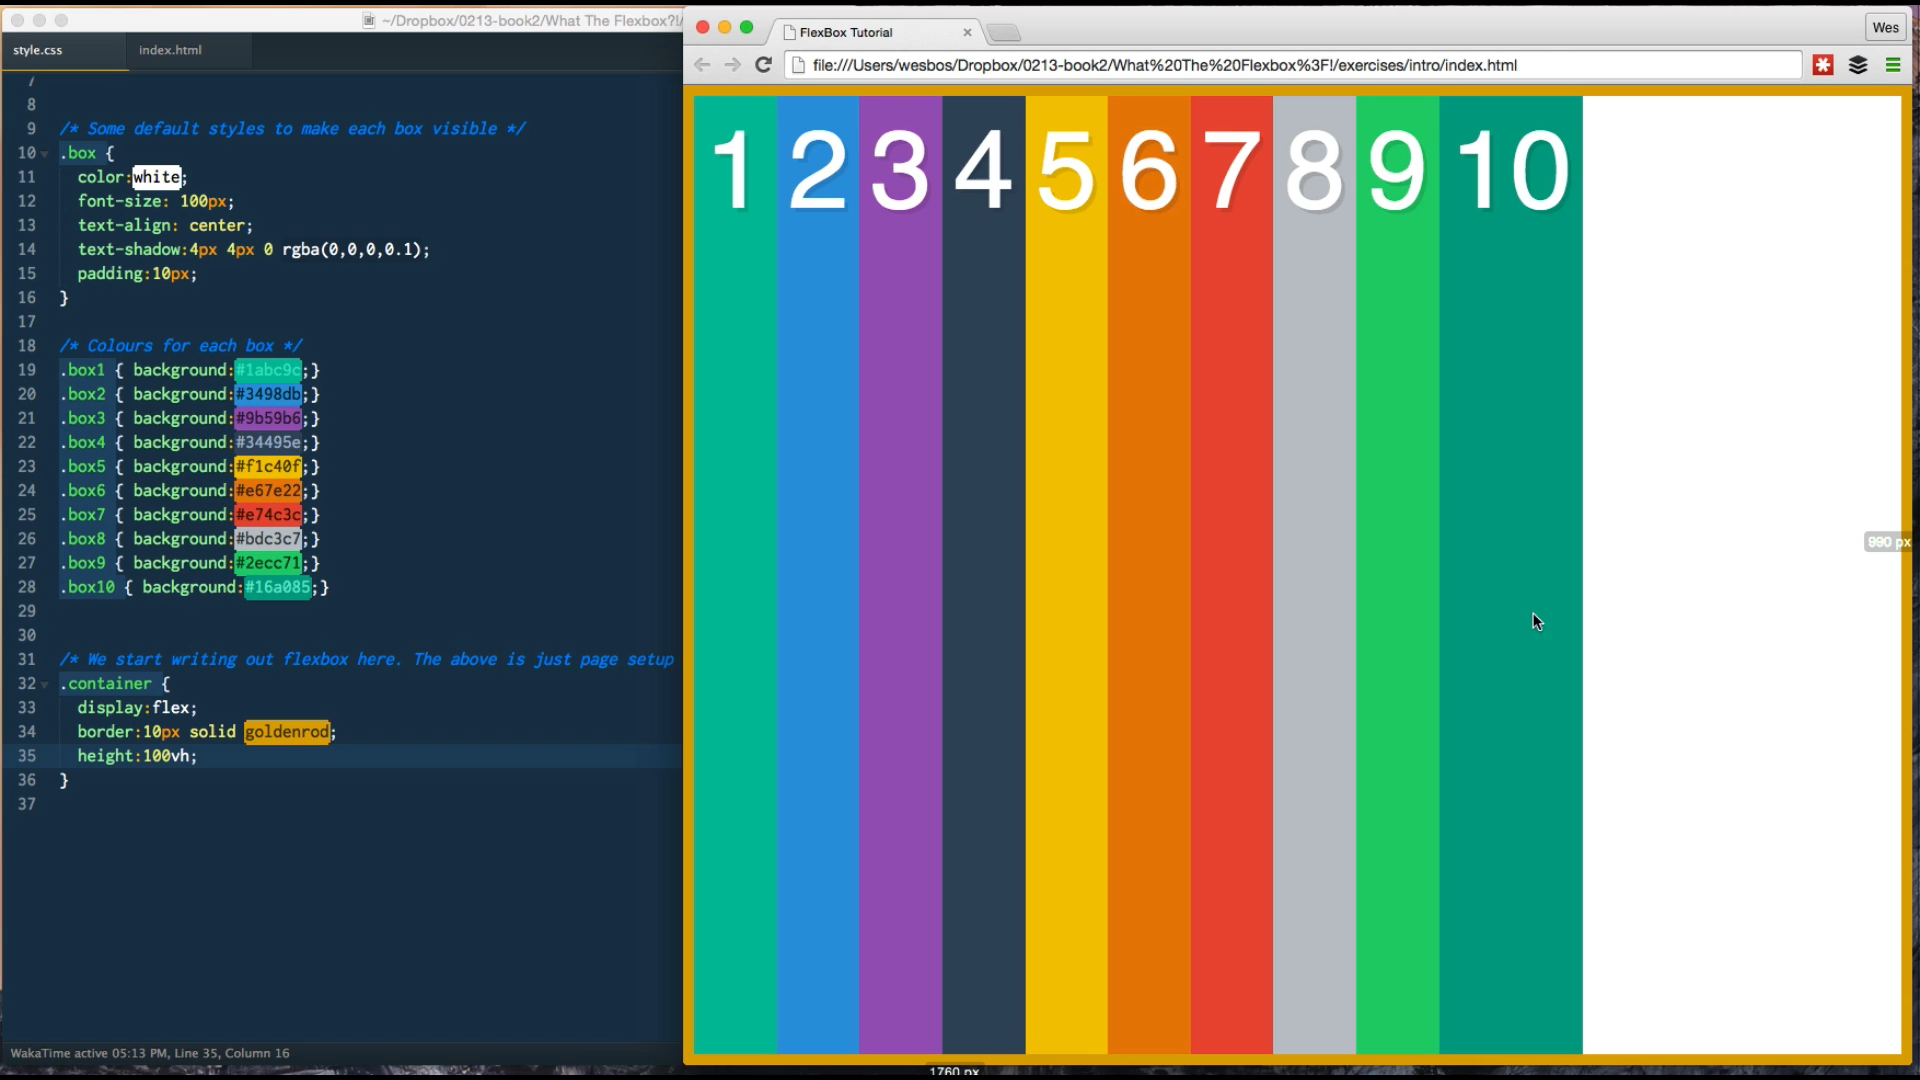 ~/Dropbox/0213-book2/What The Flexbox?!/
style.css
index.html
7
8
9 /* Some default styles to make each box visible */
10 .box {
11 color:white;
12 font-size: 100px;
13 text-align: center;
14 text-shadow:4px 4px 0 rgba(0,0,0,0.1);
15 padding:10px;
16 }
17
18 /* Colours for each box */
19 .box1 { background:#1abc9c;}
20 .box2 { background:#3498db;}
21 .box3 { background:#9b59b6;}
22 .box4 { background:#34495e;}
23 .box5 { background:#f1c40f;}
24 .box6 { background:#e67e22;}
25 .box7 { background:#e74c3c;}
26 .box8 { background:#bdc3c7;}
27 .box9 { background:#2ecc71;}
28 .box10 { background:#16a085;}
29
30
31 /* We start writing out flexbox here. The above is just page setup
32 .container {
33 display:flex;
34 border:10px solid goldenrod;
35 height:100vh;
36 }
37
WakaTime active 05:13 PM, Line 35, Column 16
FlexBox Tutorial
Wes
file:///Users/wesbos/Dropbox/0213-book2/What%20The%20Flexbox%3F!/exercises/intro/index.html
1 2 3 4 5 6 7 8 9 10
990 px
1760 px